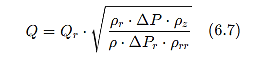 Q = Q_r · √((ρ_r · ΔP · ρ_z)/(ρ · ΔP_r · ρ_rr)) (6.7)